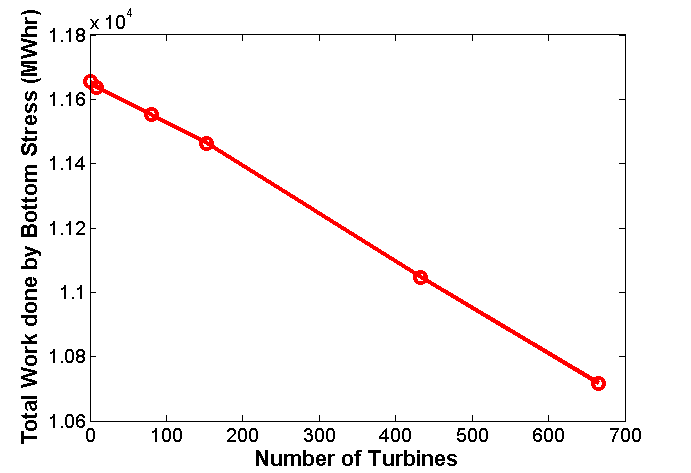 x 10^4
Total Work done by Bottom Stress (MWhr)
1.18
1.16
1.14
1.12
1.1
1.08
1.06
0 100 200 300 400 500 600 700
Number of Turbines